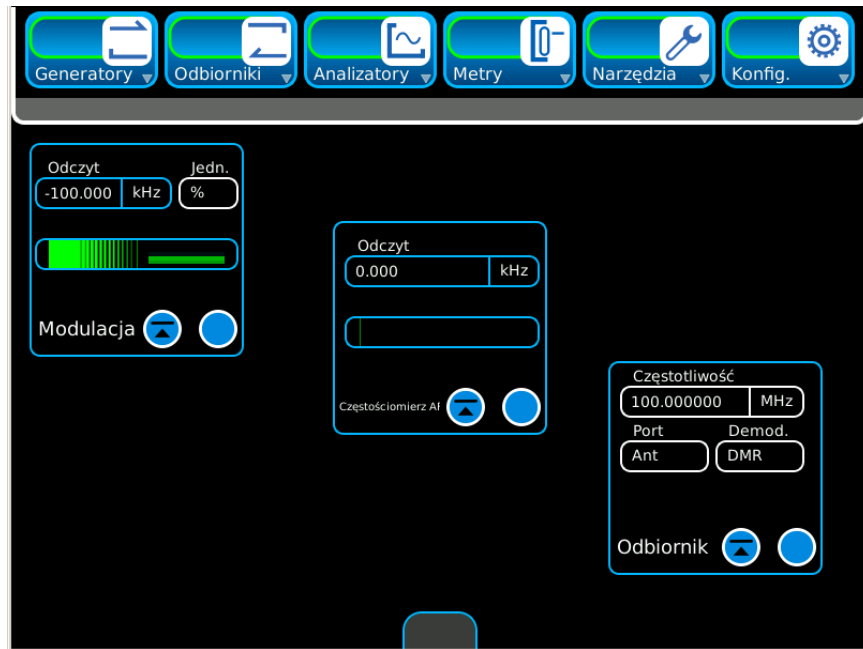 Generatory
Odbiorniki
Analizatory
Metry
Narzędzia
Konfig.
Odczyt Jedn.
-100.000 kHz %
Modulacja
Odczyt
0.000 kHz
Częstościomierz AF
Częstotliwość
100.000000 MHz
Port Demod.
Ant DMR
Odbiornik